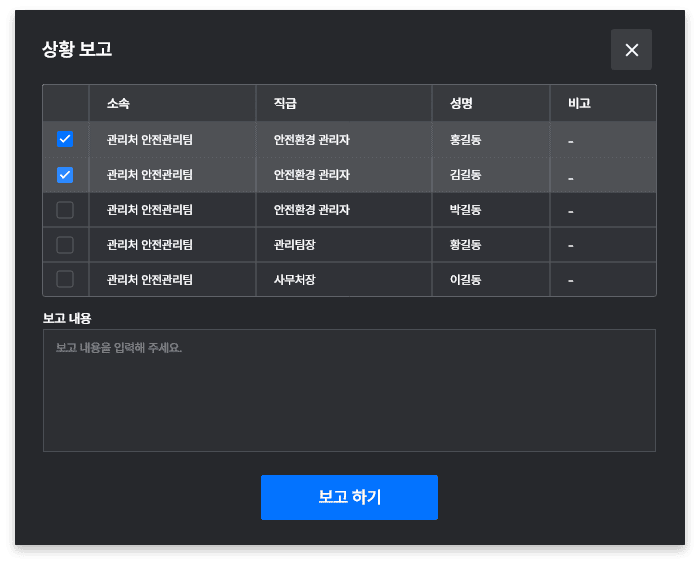 상황 보고
소속 직급 성명 비고
관리처 안전관리팀 안전환경 관리자 홍길동 -
관리처 안전관리팀 안전환경 관리자 김길동 -
관리처 안전관리팀 안전환경 관리자 박길동 -
관리처 안전관리팀 관리팀장 황길동 -
관리처 안전관리팀 사무처장 이길동 -
보고 내용
보고 내용을 입력해 주세요.
보고 하기